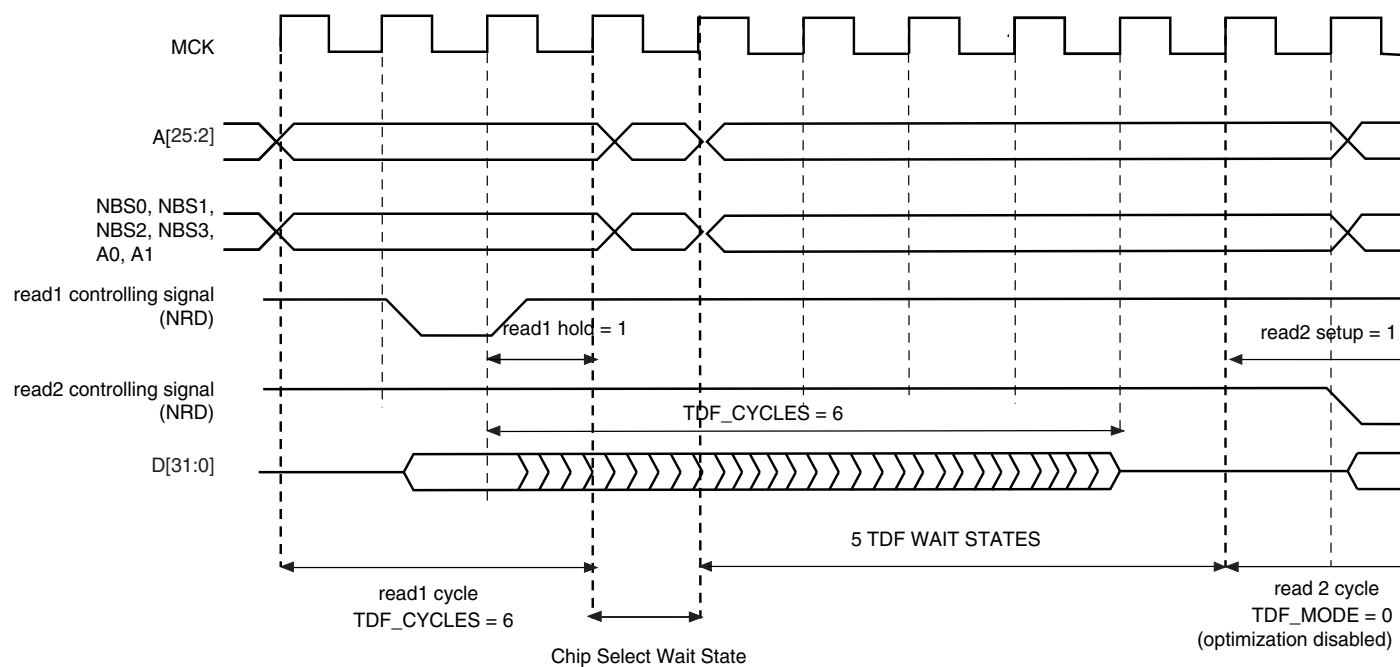 MCK
A[25:2]
NBS0, NBS1,
NBS2, NBS3,
A0, A1
read1 controlling signal
(NRD)
read1 hold = 1
read2 setup = 1
read2 controlling signal
(NRD)
TDF_CYCLES = 6
D[31:0]
5 TDF WAIT STATES
read1 cycle
TDF_CYCLES = 6
read 2 cycle
TDF_MODE = 0
(optimization disabled)
Chip Select Wait State